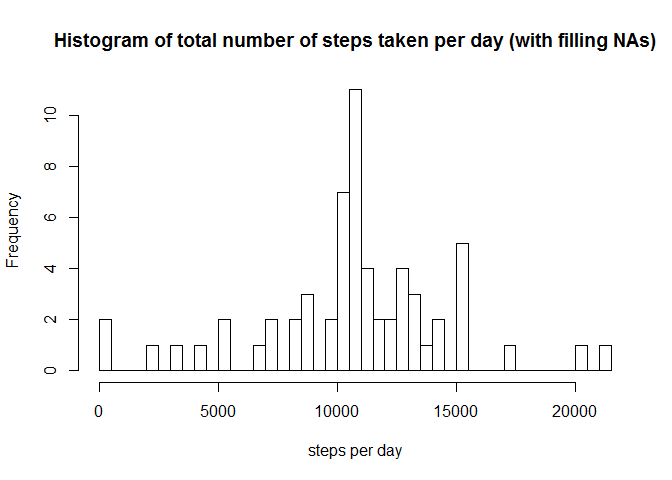 Histogram of total number of steps taken per day (with filling NAs)
Frequency
10
8
6
4
2
0
0 5000 10000 15000 20000
steps per day